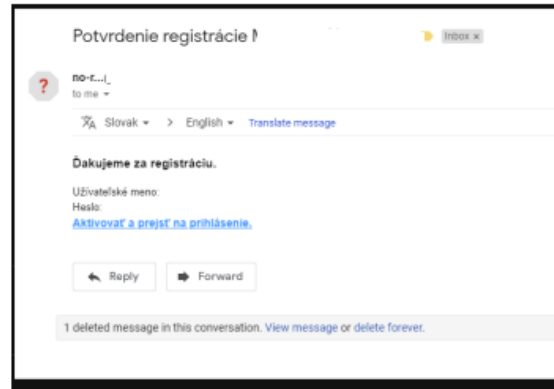 Potvrdenie registrácie
Inbox x
no-r...
to me
Slovak > English Translate message
Ďakujeme za registráciu.
Užívateľské meno:
Heslo:
Aktivovať a prejsť na prihlásenie.
Reply Forward
1 deleted message in this conversation. View message or delete forever.